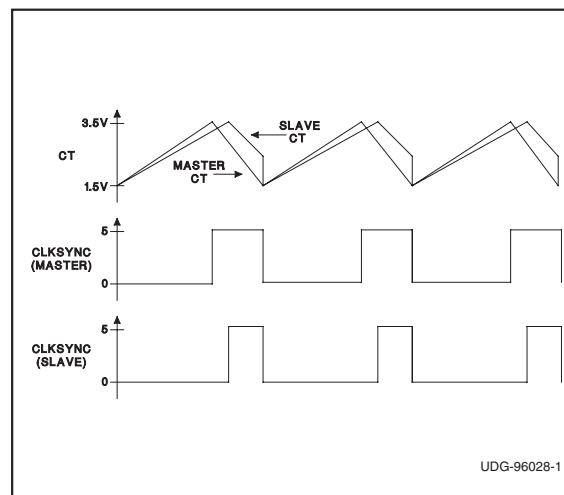 3.5V
SLAVE
CT
CT
MASTER
CT
1.5V
5
CLKSYNC
(MASTER)
0
5
CLKSYNC
(SLAVE)
0
UDG-96028-1